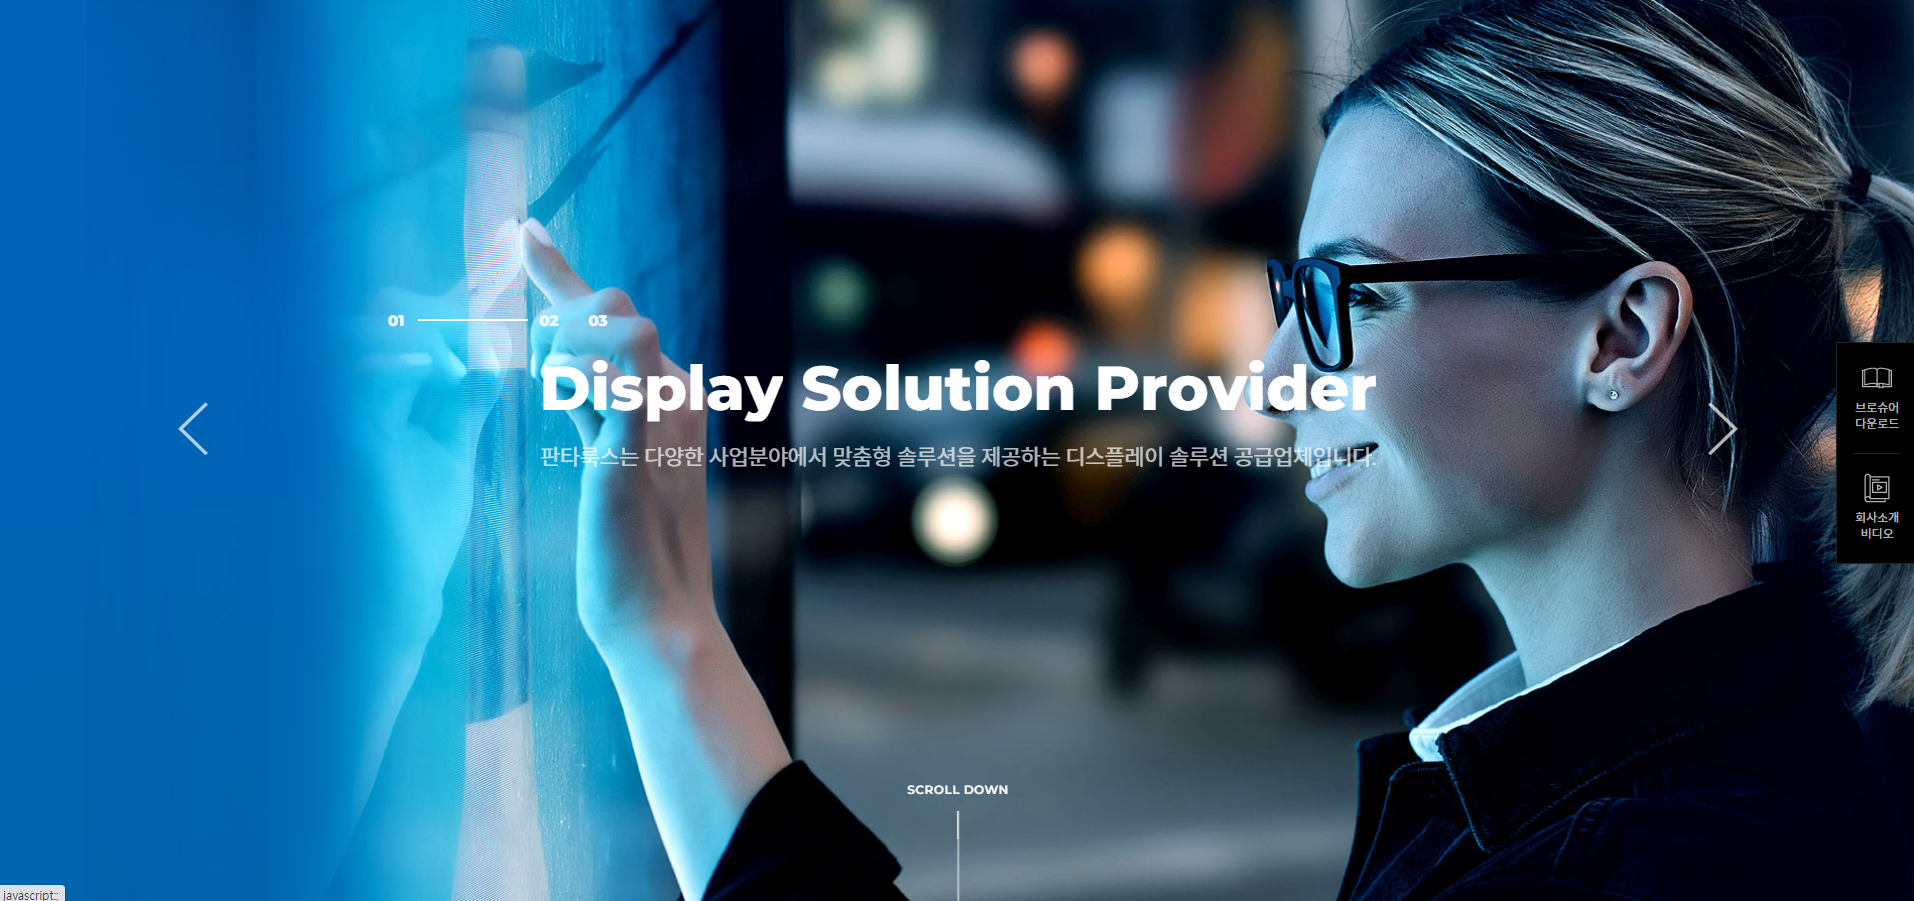 01 02 03
Display Solution Provider
판타룩스는 다양한 사업분야에서 맞춤형 솔루션을 제공하는 디스플레이 솔루션 공급업체입니다.
브로슈어
다운로드
회사소개
비디오
SCROLL DOWN
javascript:;